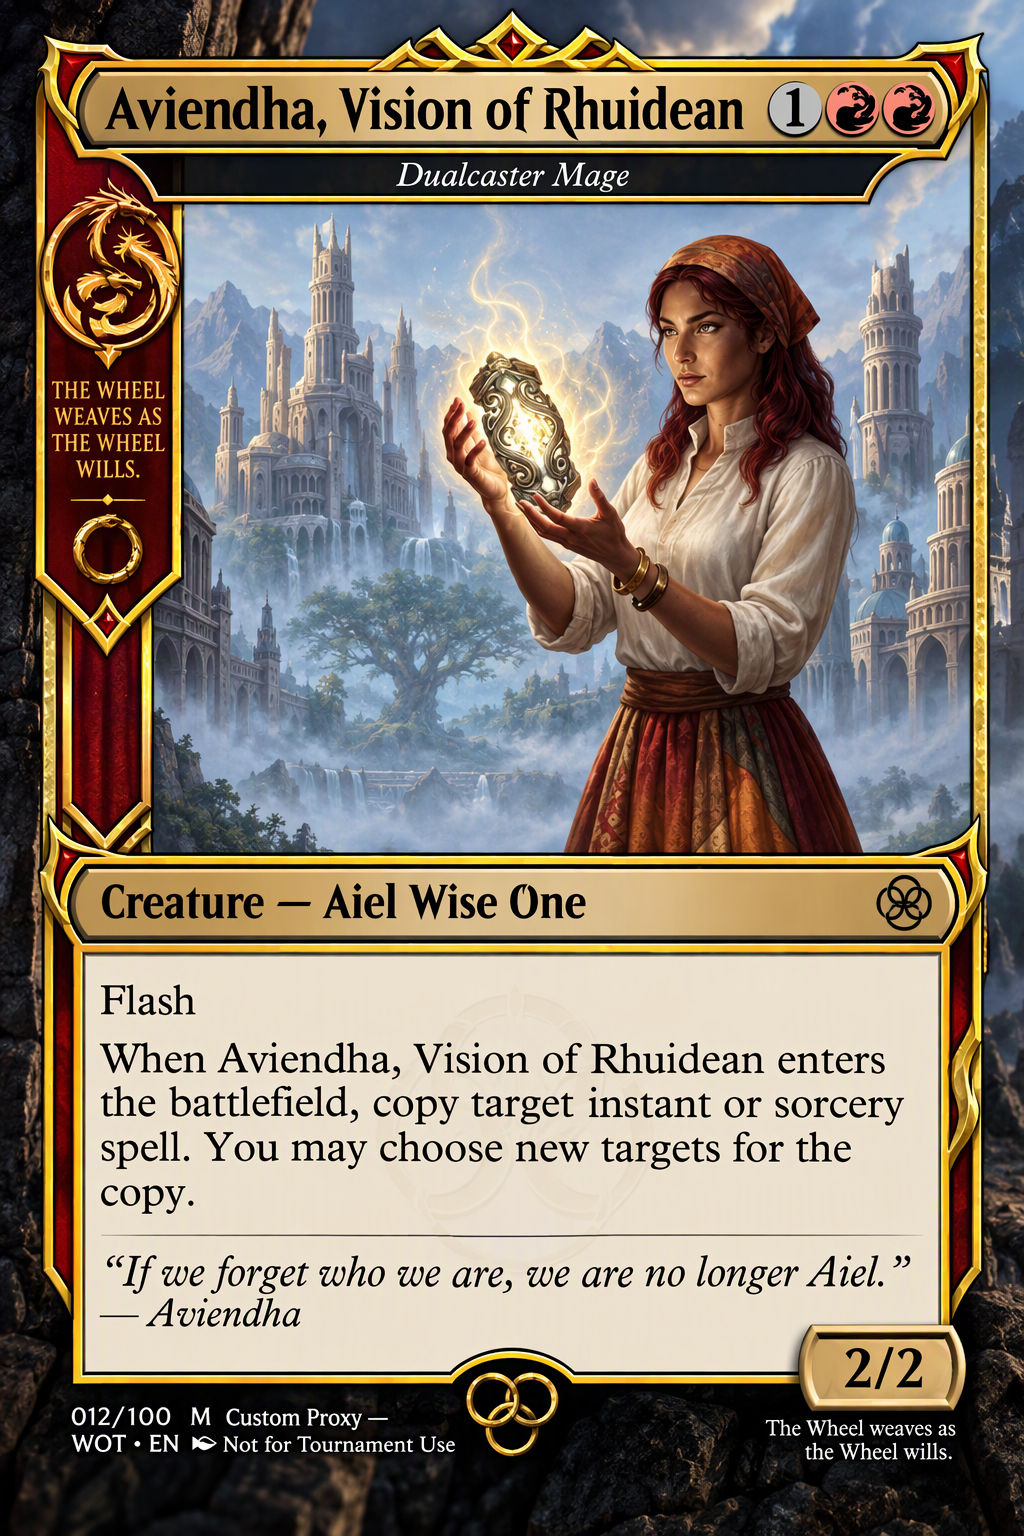 Aviendha, Vision of Rhuidean 1
Dualcaster Mage
THE WHEEL
WEAVES AS
THE WHEEL
WILLS.
Creature — Aiel Wise One
Flash
When Aviendha, Vision of Rhuidean enters
the battlefield, copy target instant or sorcery
spell. You may choose new targets for the
copy.
“If we forget who we are, we are no longer Aiel.”
— Aviendha
2/2
012/100 M Custom Proxy —
WOT • EN Not for Tournament Use
The Wheel weaves as
the Wheel wills.